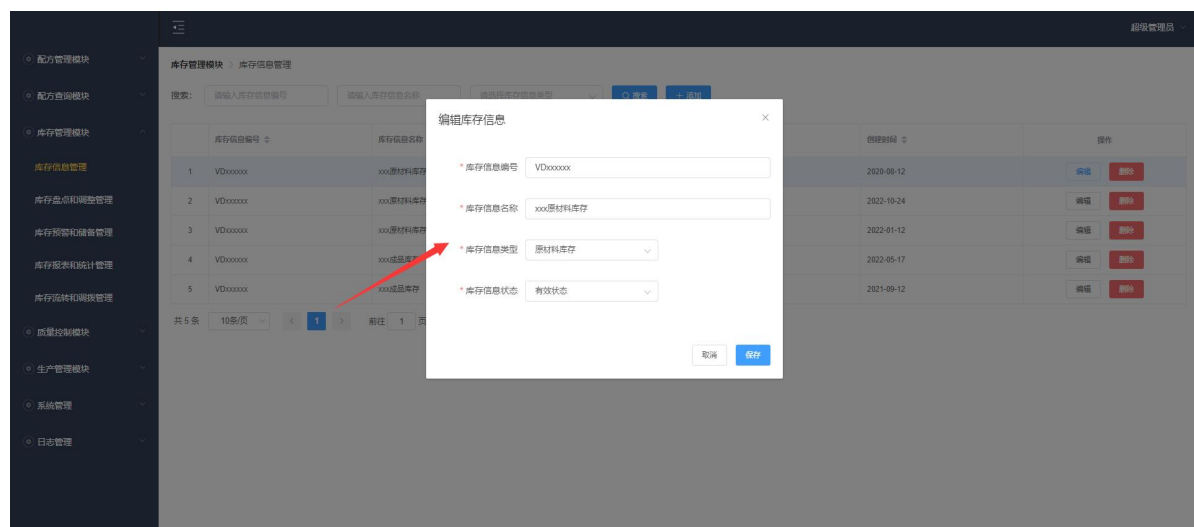 超级管理员
配方管理模块
配方查询模块
库存管理模块
库存信息管理
库存盘点和调整管理
库存预警和储备管理
库存报表和统计管理
库存流转和调拨管理
质量控制模块
生产管理模块
系统管理
日志管理
库存管理模块 > 库存信息管理
搜索: 请输入库存信息编号 请输入库存信息名称 请选择库存信息类型 搜索 + 添加
库存信息编号 库存信息名称 创建时间 操作
1 VDxxxxxx xxx原材料库存 2020-08-12 编辑 删除
2 VDxxxxxx xxx原材料库存 2022-10-24 编辑 删除
3 VDxxxxxx xxx原材料库存 2022-01-12 编辑 删除
4 VDxxxxxx xxx成品库存 2022-05-17 编辑 删除
5 VDxxxxxx xxx成品库存 2021-09-12 编辑 删除
共 5 条 10条/页 < 1 > 前往 1 页
编辑库存信息 ×
* 库存信息编号 VDxxxxxx
* 库存信息名称 xxx原材料库存
* 库存信息类型 原材料库存
* 库存信息状态 有效状态
取消 保存